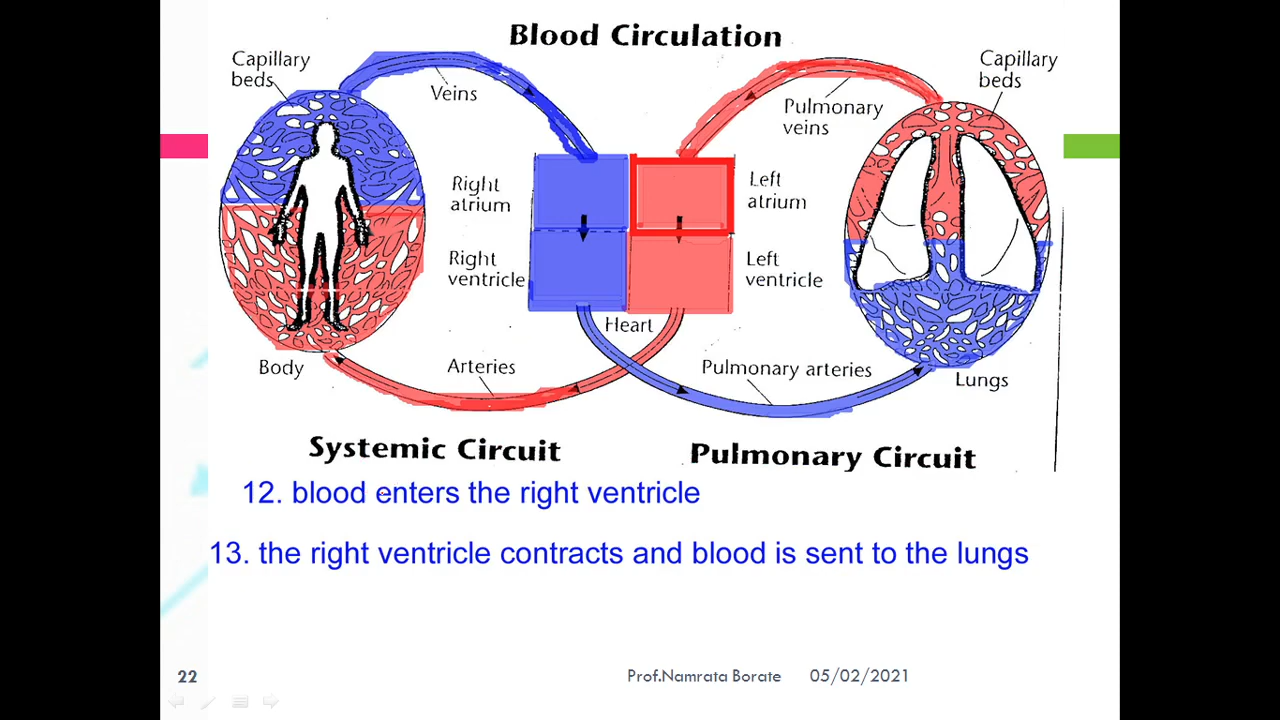 Blood Circulation
Capillary
beds
Veins
Pulmonary
veins
Capillary
beds
Right
atrium
Left
atrium
Right
ventricle
Left
ventricle
Heart
Body
Arteries
Pulmonary arteries
Lungs
Systemic Circuit
Pulmonary Circuit
12. blood enters the right ventricle
13. the right ventricle contracts and blood is sent to the lungs
22
Prof.Namrata Borate
05/02/2021